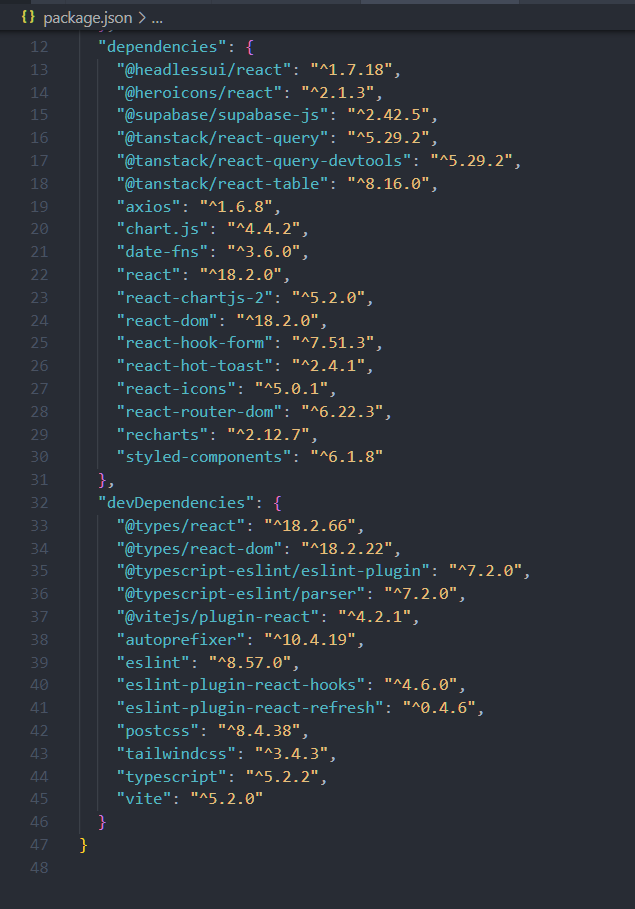 {} package.json > ...
12 "dependencies": {
13 "@headlessui/react": "^1.7.18",
14 "@heroicons/react": "^2.1.3",
15 "@supabase/supabase-js": "^2.42.5",
16 "@tanstack/react-query": "^5.29.2",
17 "@tanstack/react-query-devtools": "^5.29.2",
18 "@tanstack/react-table": "^8.16.0",
19 "axios": "^1.6.8",
20 "chart.js": "^4.4.2",
21 "date-fns": "^3.6.0",
22 "react": "^18.2.0",
23 "react-chartjs-2": "^5.2.0",
24 "react-dom": "^18.2.0",
25 "react-hook-form": "^7.51.3",
26 "react-hot-toast": "^2.4.1",
27 "react-icons": "^5.0.1",
28 "react-router-dom": "^6.22.3",
29 "recharts": "^2.12.7",
30 "styled-components": "^6.1.8"
31 },
32 "devDependencies": {
33 "@types/react": "^18.2.66",
34 "@types/react-dom": "^18.2.22",
35 "@typescript-eslint/eslint-plugin": "^7.2.0",
36 "@typescript-eslint/parser": "^7.2.0",
37 "@vitejs/plugin-react": "^4.2.1",
38 "autoprefixer": "^10.4.19",
39 "eslint": "^8.57.0",
40 "eslint-plugin-react-hooks": "^4.6.0",
41 "eslint-plugin-react-refresh": "^0.4.6",
42 "postcss": "^8.4.38",
43 "tailwindcss": "^3.4.3",
44 "typescript": "^5.2.2",
45 "vite": "^5.2.0"
46 }
47 }
48